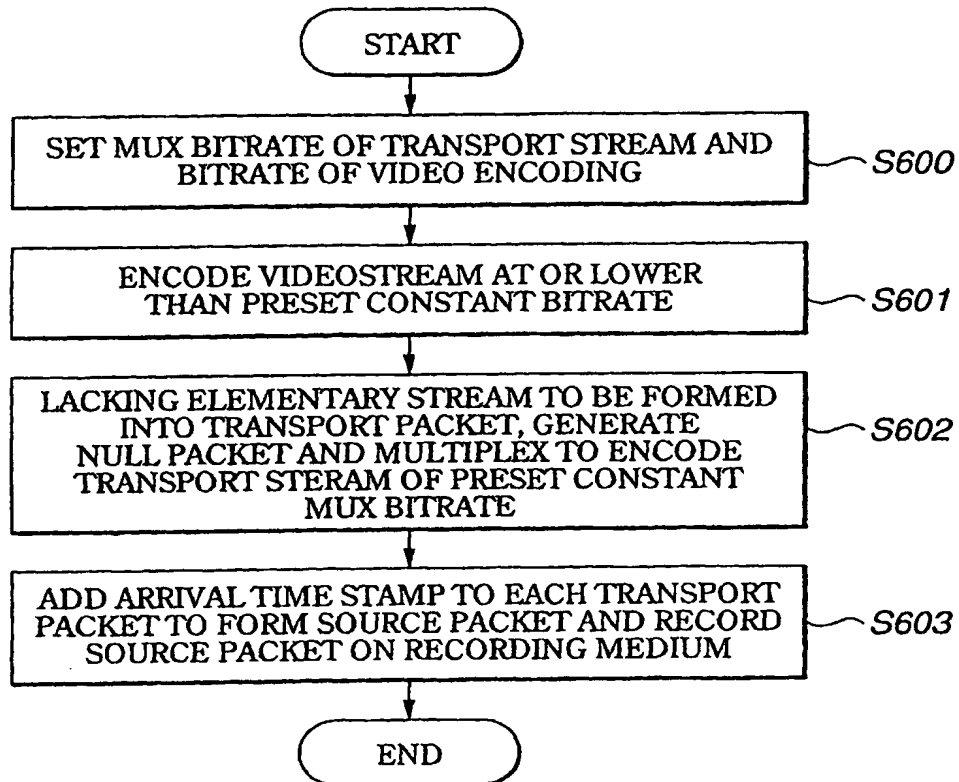 START
SET MUX BITRATE OF TRANSPORT STREAM AND
BITRATE OF VIDEO ENCODING
S600
ENCODE VIDEOSTREAM AT OR LOWER
THAN PRESET CONSTANT BITRATE
S601
LACKING ELEMENTARY STREAM TO BE FORMED
INTO TRANSPORT PACKET, GENERATE
NULL PACKET AND MULTIPLEX TO ENCODE
TRANSPORT STERAM OF PRESET CONSTANT
MUX BITRATE
S602
ADD ARRIVAL TIME STAMP TO EACH TRANSPORT
PACKET TO FORM SOURCE PACKET AND RECORD
SOURCE PACKET ON RECORDING MEDIUM
S603
END